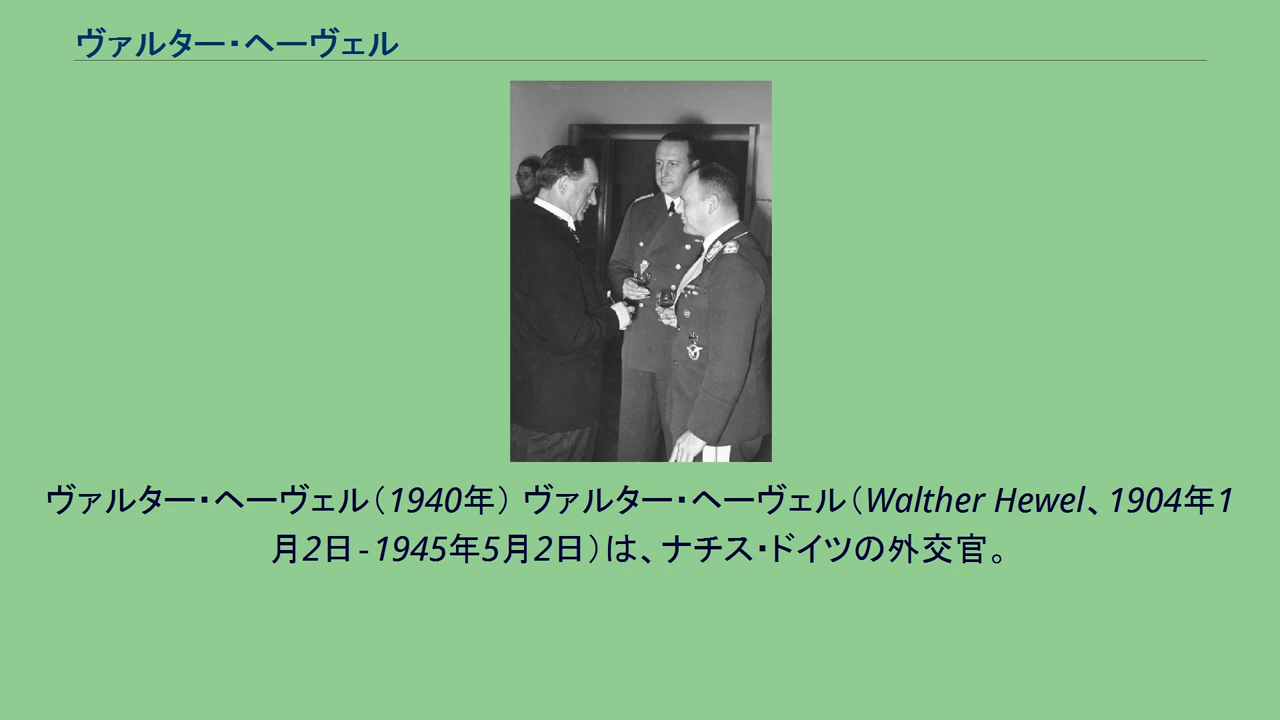 ヴァルター・ヘーヴェル
ヴァルター・ヘーヴェル（1940年） ヴァルター・ヘーヴェル（Walther Hewel、1904年1
月2日 - 1945年5月2日）は、ナチス・ドイツの外交官。